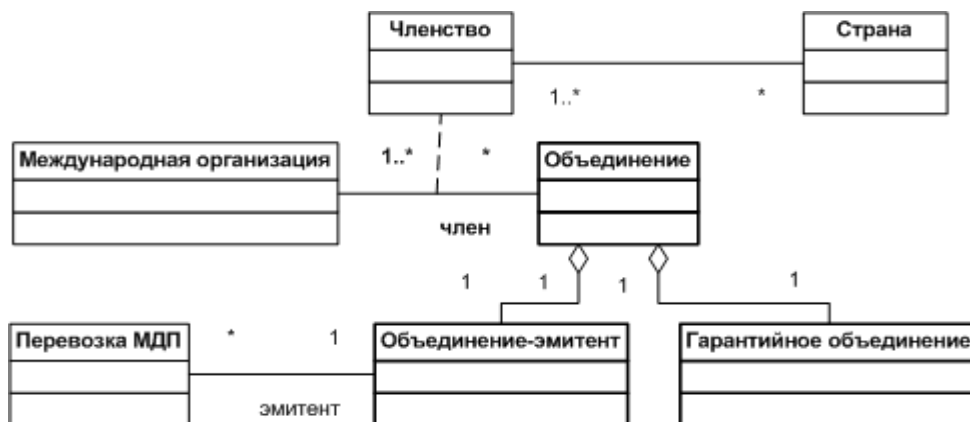 Членство
Страна
1..*
*
Международная организация
1..*
*
Объединение
член
1
1
1
1
Перевозка МДП
*
1
Объединение-эмитент
Гарантийное объединение
эмитент